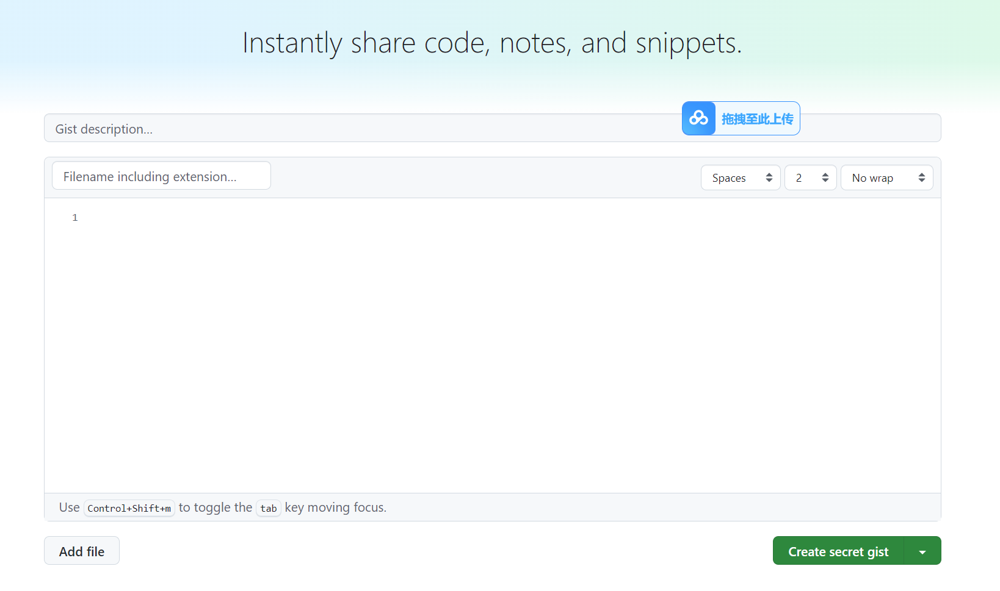 Instantly share code, notes, and snippets.
拖拽至此上传
Gist description...
Filename including extension...
Spaces
2
No wrap
1
Use Control+Shift+m to toggle the tab key moving focus.
Add file
Create secret gist